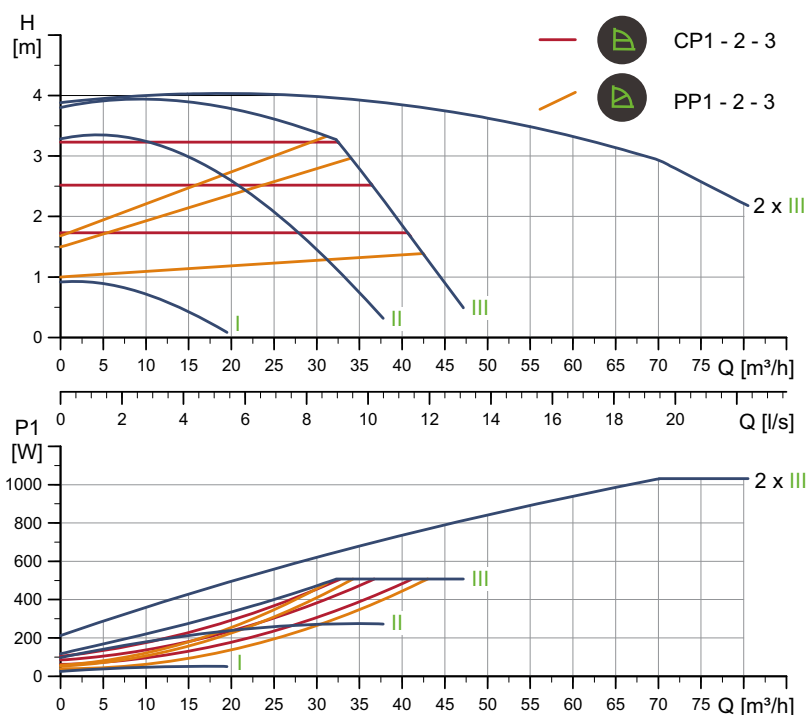 H
[m]
CP1 - 2 - 3
PP1 - 2 - 3
4
3
2
1
0
2 x III
I
II
III
0 5 10 15 20 25 30 35 40 45 50 55 60 65 70 75 Q [m³/h]
0 2 4 6 8 10 12 14 16 18 20 Q [l/s]
P1
[W]
1000
800
600
400
200
0
2 x III
III
II
I
0 5 10 15 20 25 30 35 40 45 50 55 60 65 70 75 Q [m³/h]